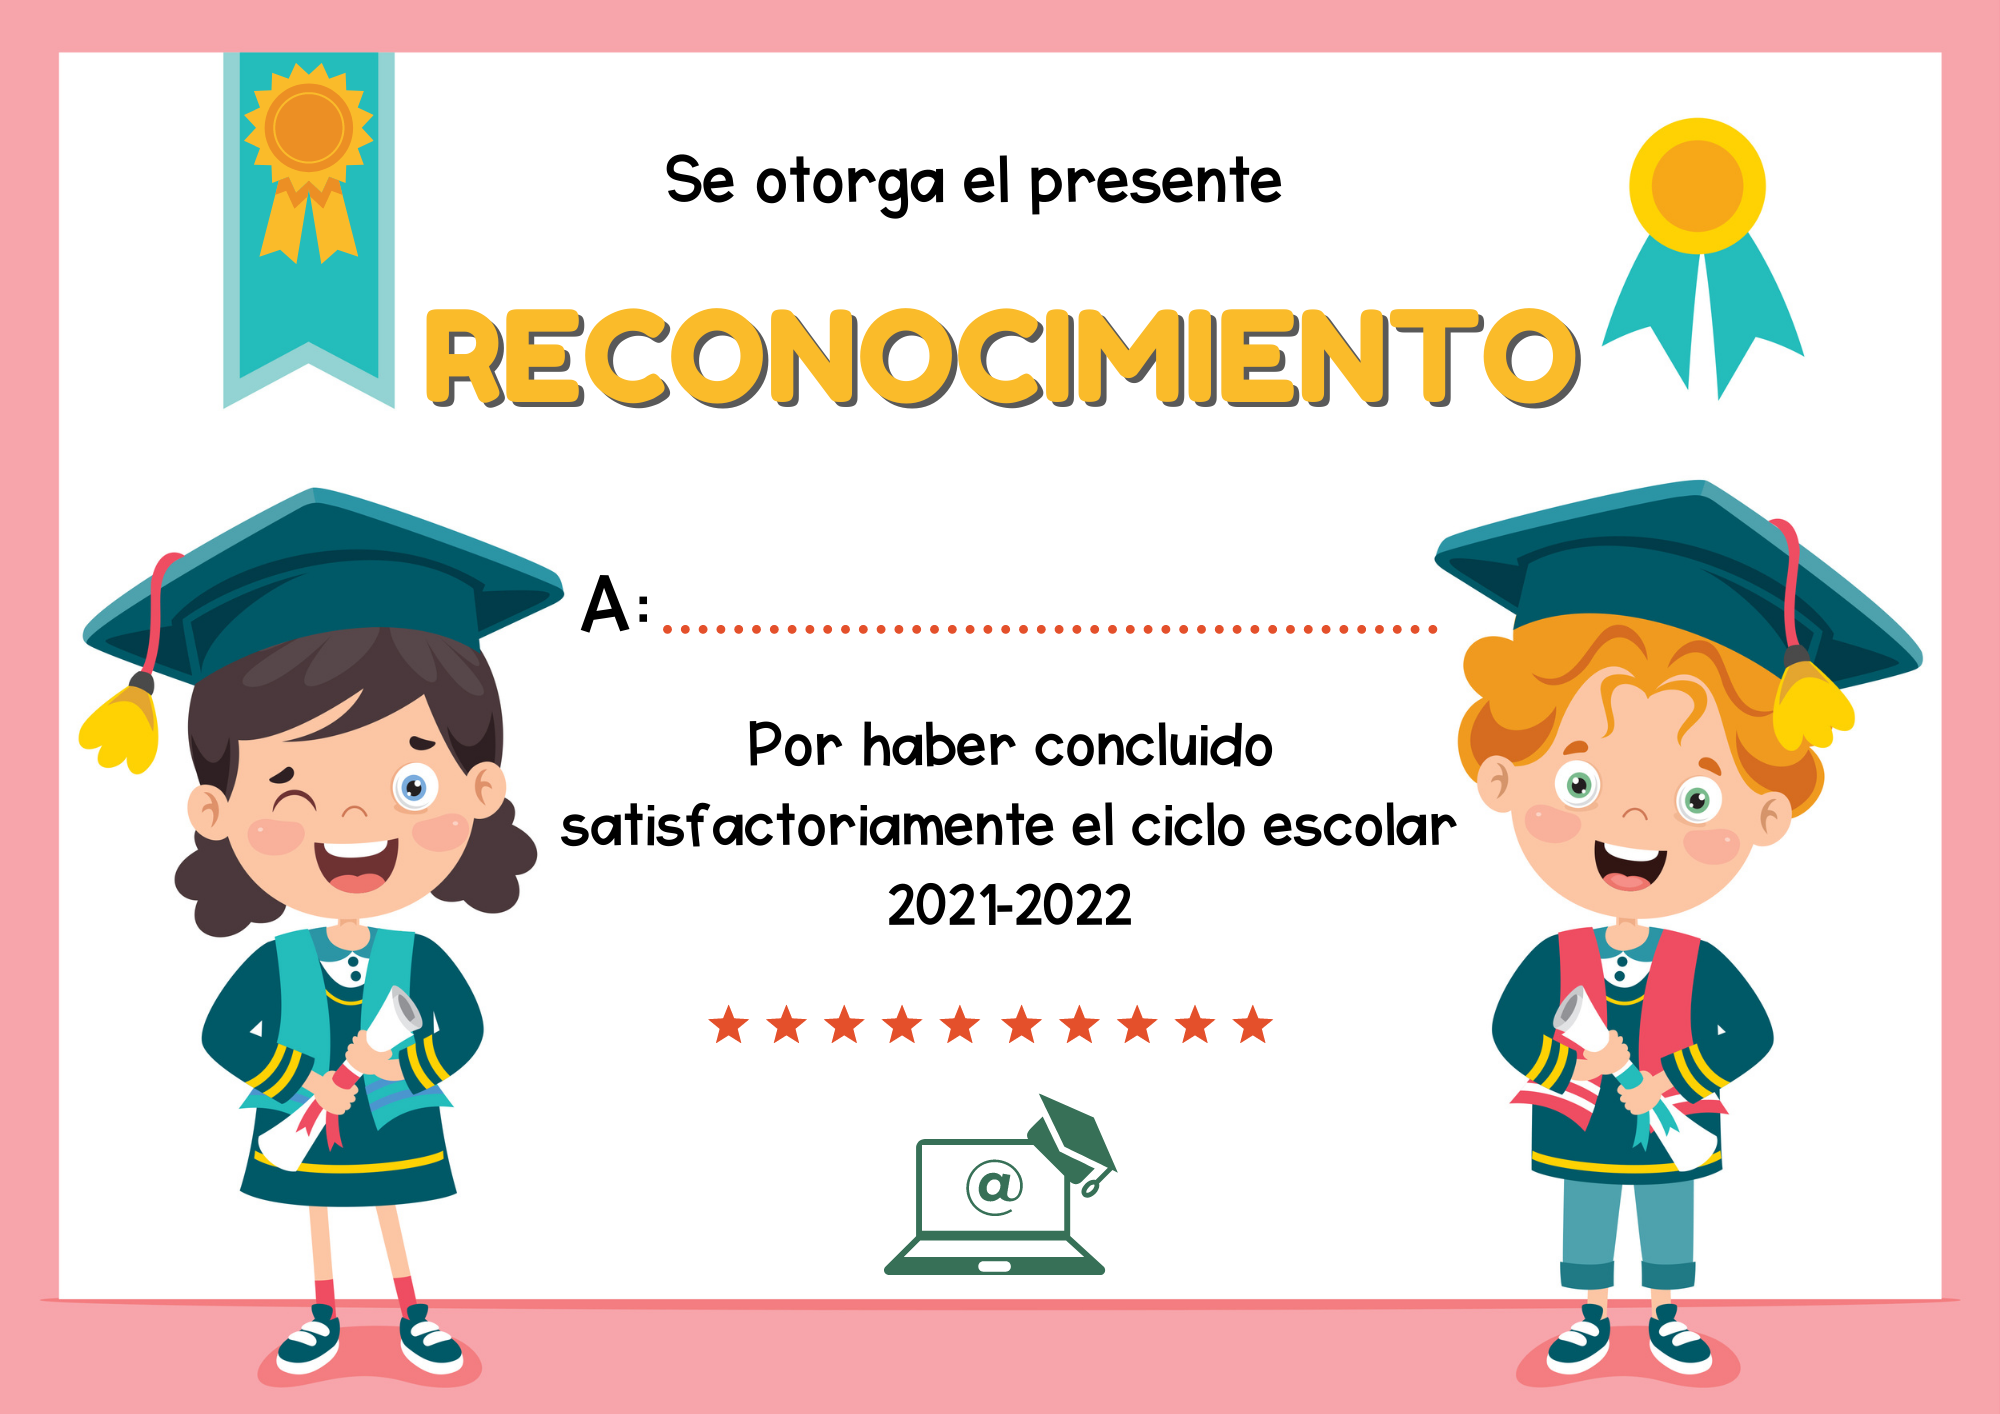 Se otorga el presente
RECONOCIMIENTO
A: ............................................
Por haber concluido
satisfactoriamente el ciclo escolar
2021-2022
@